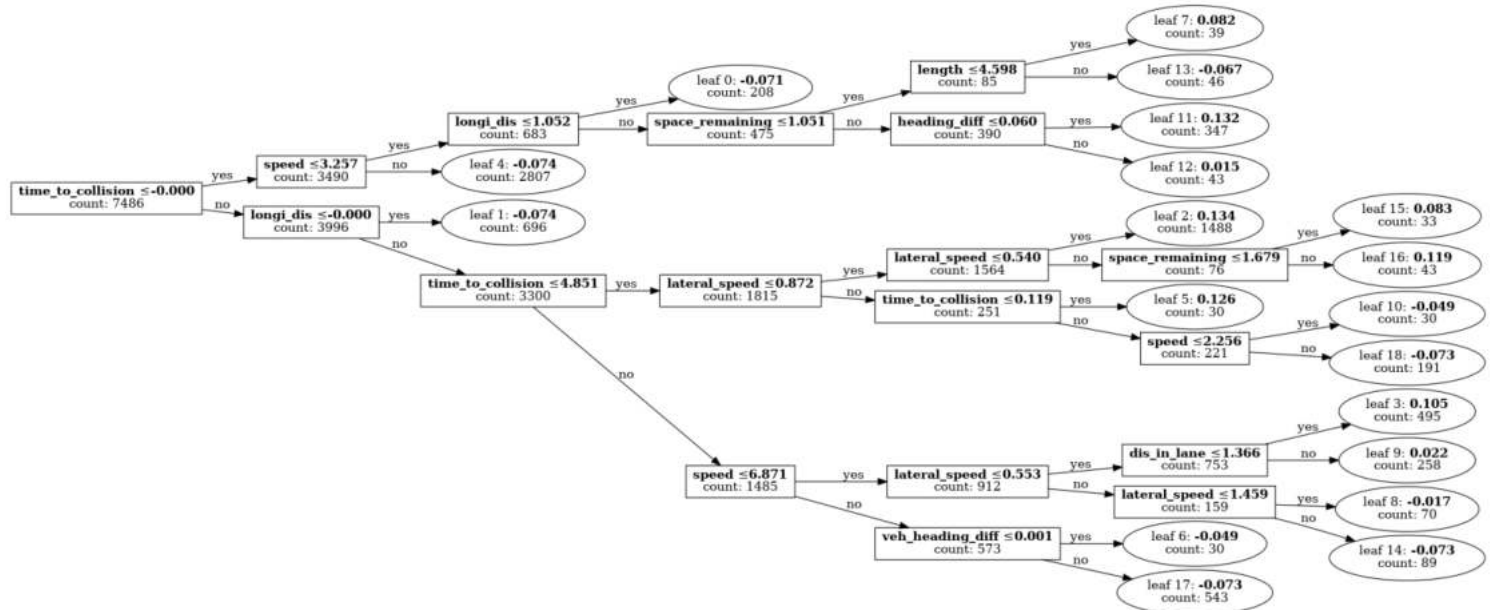 leaf 7: 0.082
count: 39
yes
length ≤4.598
count: 85
no
leaf 13: -0.067
count: 46
leaf 0: -0.071
count: 208
yes
yes
longi_dis ≤1.052
count: 683
no
space_remaining ≤1.051
count: 475
no
heading_diff ≤0.060
count: 390
yes
leaf 11: 0.132
count: 347
no
leaf 12: 0.015
count: 43
yes
speed ≤3.257
count: 3490
no
leaf 4: -0.074
count: 2807
yes
time_to_collision ≤-0.000
count: 7486
no
longi_dis ≤-0.000
count: 3996
yes
leaf 1: -0.074
count: 696
no
leaf 2: 0.134
count: 1488
yes
leaf 15: 0.083
count: 33
yes
lateral_speed ≤0.540
count: 1564
no
space_remaining ≤1.679
count: 76
no
leaf 16: 0.119
count: 43
yes
time_to_collision ≤4.851
count: 3300
yes
lateral_speed ≤0.872
count: 1815
no
time_to_collision ≤0.119
count: 251
yes
leaf 5: 0.126
count: 30
no
leaf 10: -0.049
count: 30
yes
speed ≤2.256
count: 221
no
leaf 18: -0.073
count: 191
no
leaf 3: 0.105
count: 495
yes
dis_in_lane ≤1.366
count: 753
no
leaf 9: 0.022
count: 258
yes
speed ≤6.871
count: 1485
yes
lateral_speed ≤0.553
count: 912
no
lateral_speed ≤1.459
count: 159
yes
leaf 8: -0.017
count: 70
no
leaf 14: -0.073
count: 89
no
veh_heading_diff ≤0.001
count: 573
yes
leaf 6: -0.049
count: 30
no
leaf 17: -0.073
count: 543